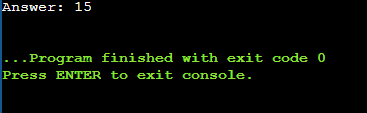 Answer: 15
...Program finished with exit code 0
Press ENTER to exit console.